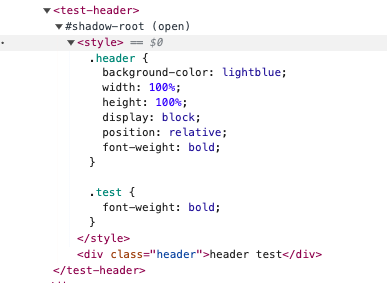 ▼<test-header>
▼#shadow-root (open)
▼<style> == $0
.header {
background-color: lightblue;
width: 100%;
height: 100%;
display: block;
position: relative;
font-weight: bold;
}
.test {
font-weight: bold;
}
</style>
<div class="header">header test</div>
</test-header>